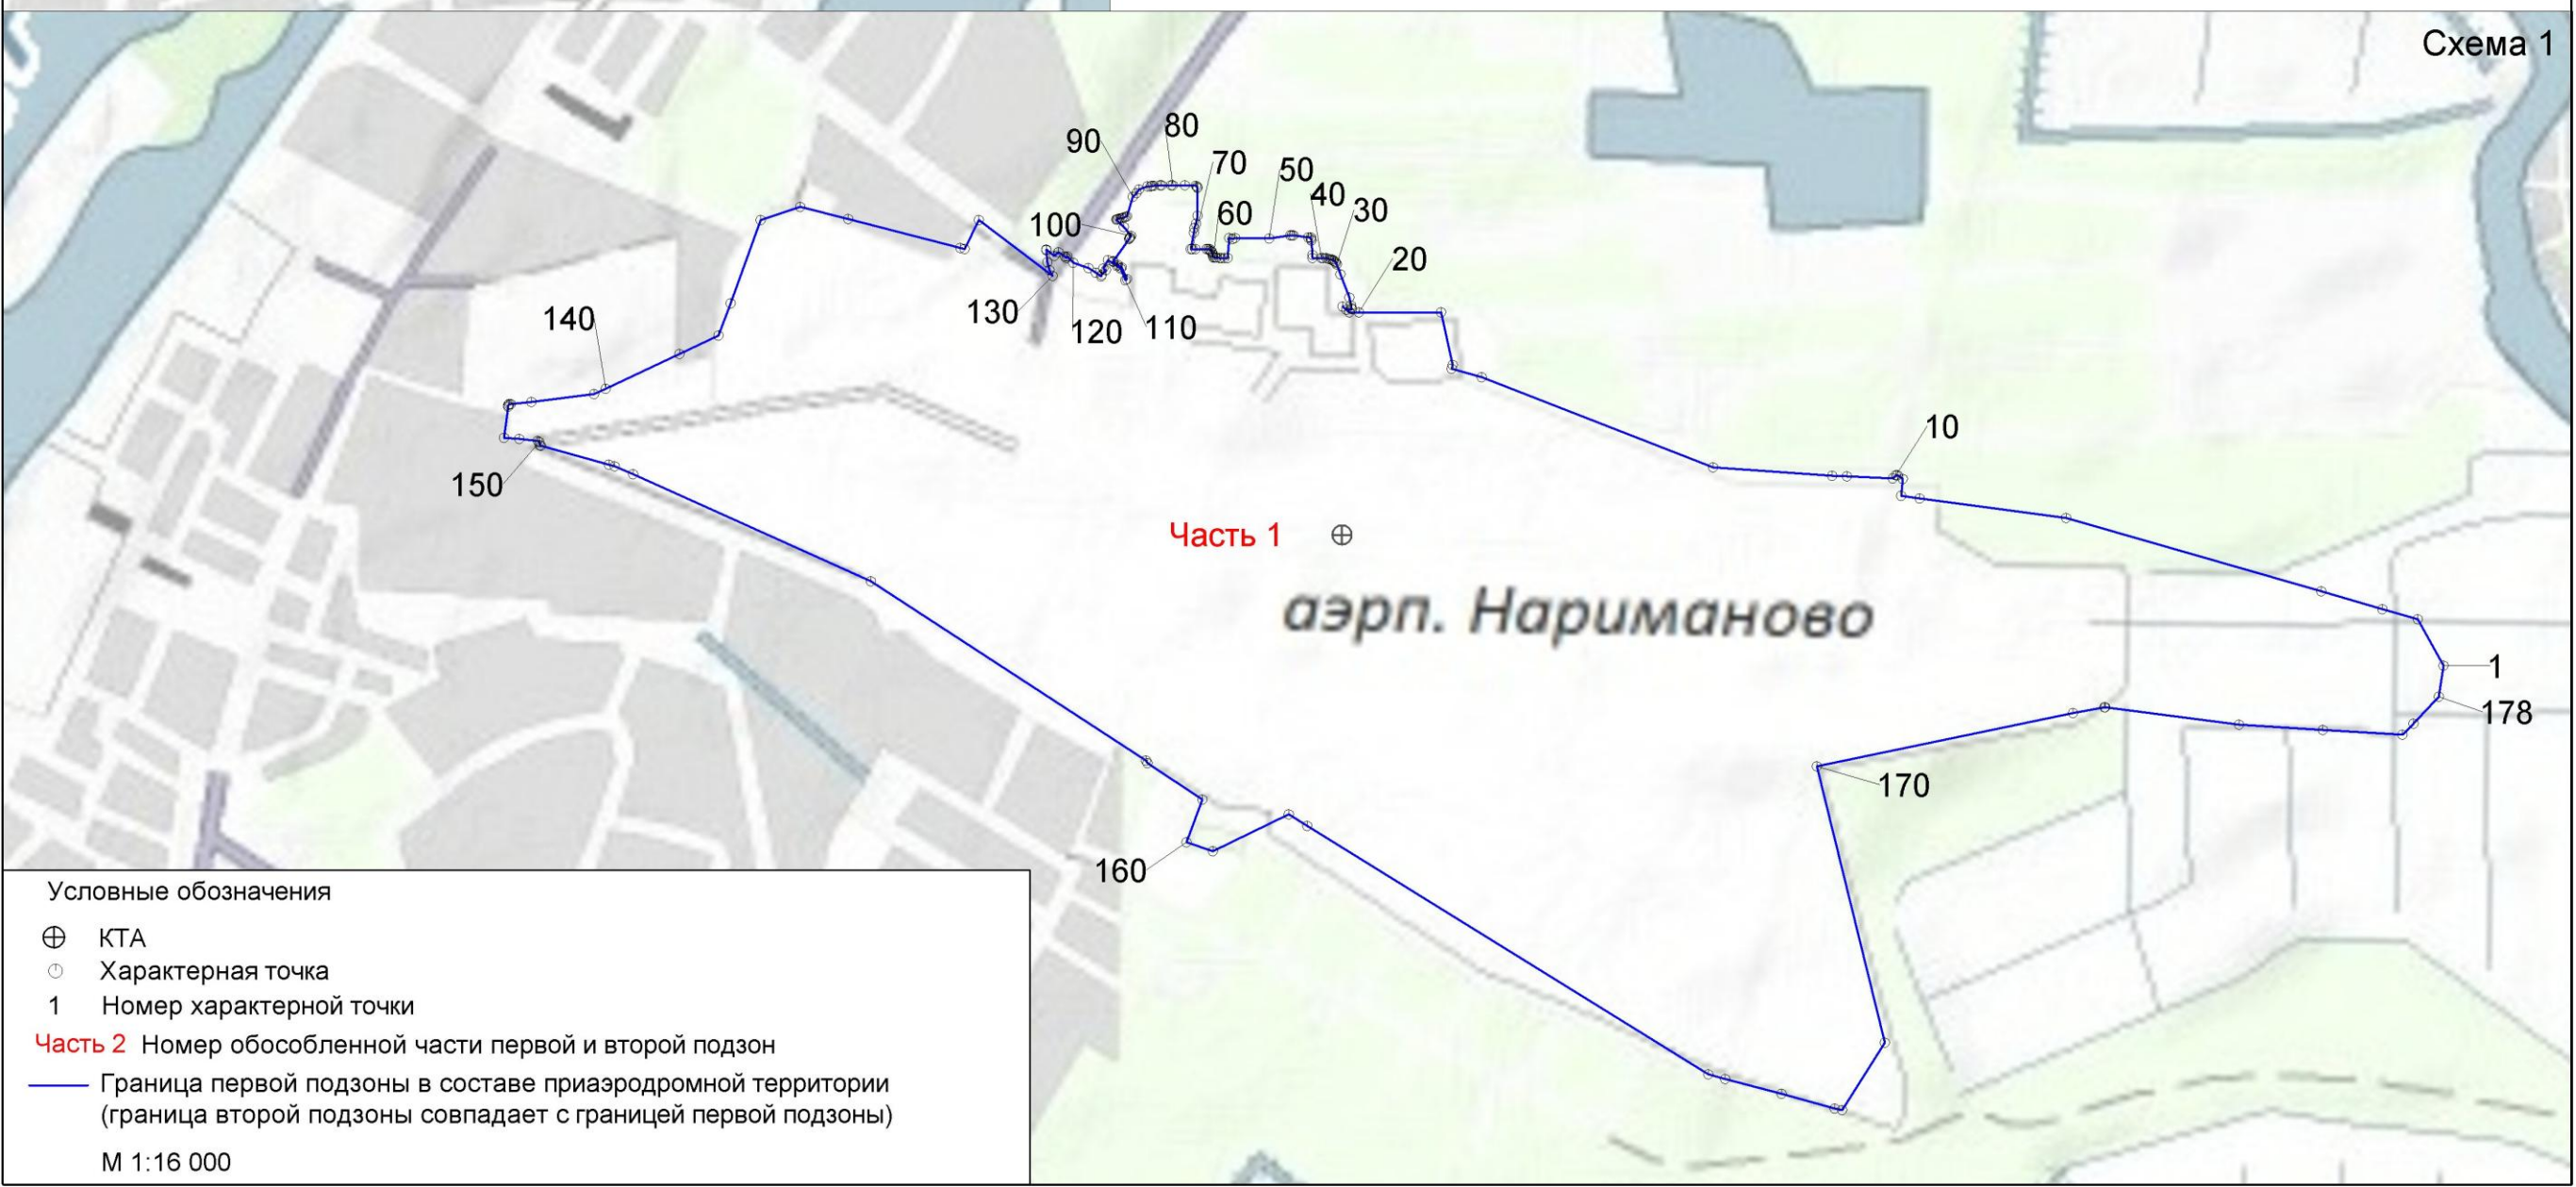 Схема 1
80
90
70
50
40
30
60
100
20
130
140
120
110
10
150
Часть 1
аэрп. Нариманово
1
178
170
160
Условные обозначения
КТА
Характерная точка
1 Номер характерной точки
Часть 2 Номер обособленной части первой и второй подзон
Граница первой подзоны в составе приаэродромной территории
(граница второй подзоны совпадает с границей первой подзоны)
М 1:16 000